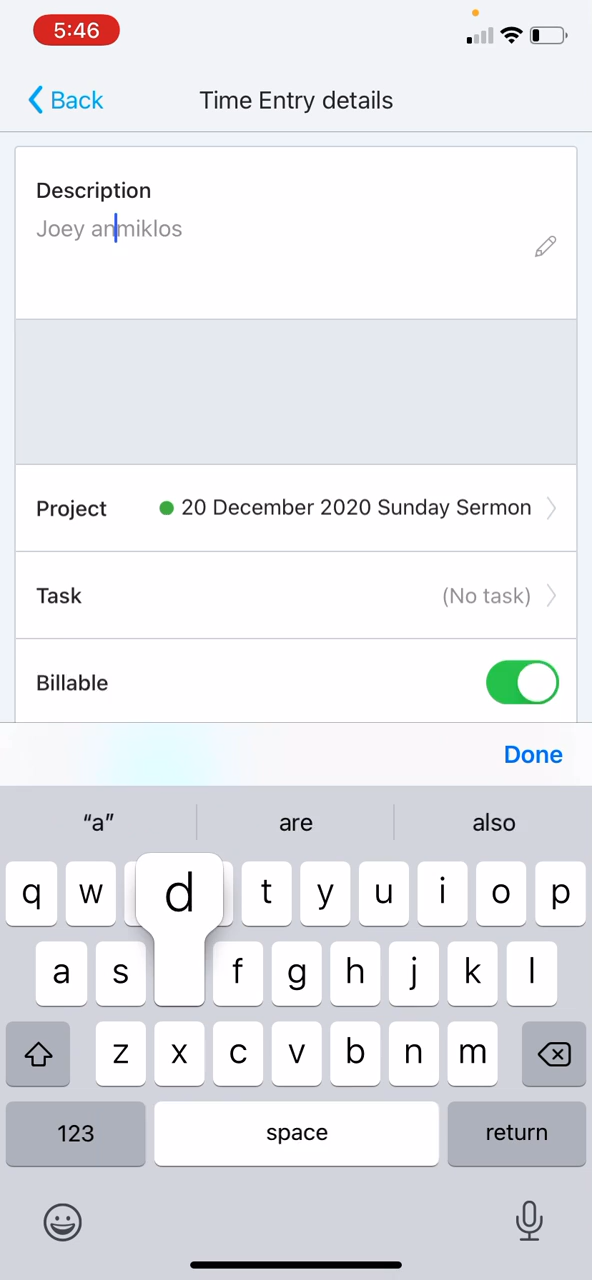 5:46
Back
Time Entry details
Description
Joey anmiklos
Project 20 December 2020 Sunday Sermon
Task (No task)
Billable
Done
“a” are also
q w d t y u i o p
a s f g h j k l
z x c v b n m
123 space return